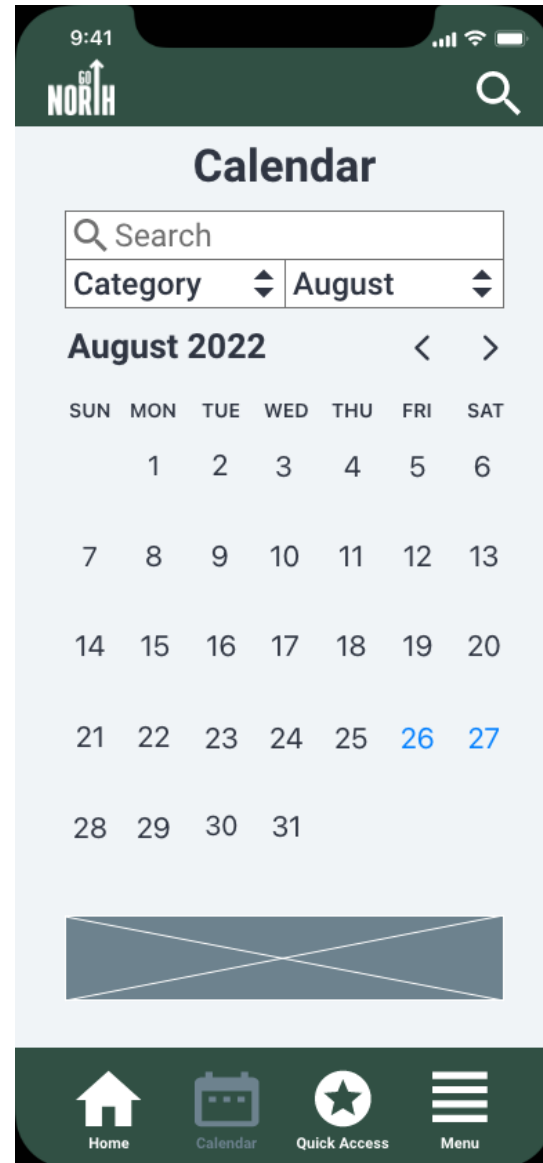 9:41
GO
NORTH
Calendar
Search
Category August
August 2022
SUN MON TUE WED THU FRI SAT
1 2 3 4 5 6
7 8 9 10 11 12 13
14 15 16 17 18 19 20
21 22 23 24 25 26 27
28 29 30 31
Home Calendar Quick Access Menu